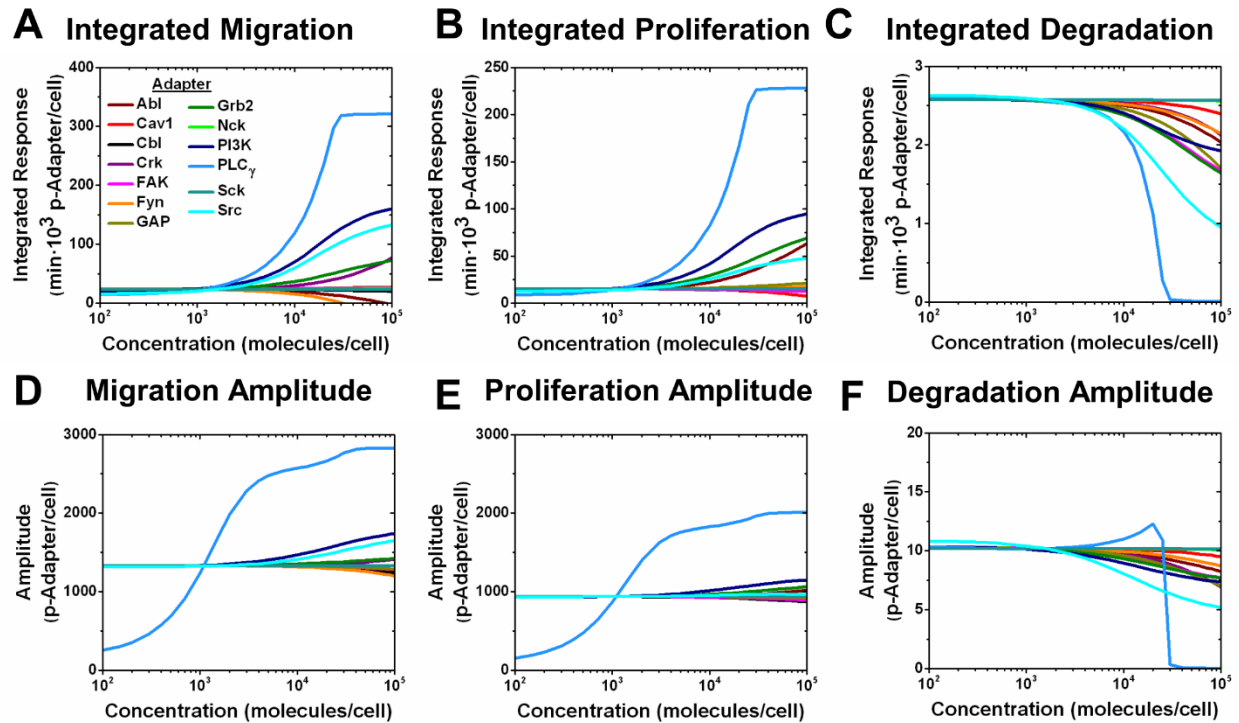 A Integrated Migration
Integrated Response
(min·10³ p-Adapter/cell)
400
300
200
100
0
Adapter
Abl
Cav1
Cbl
Crk
FAK
Fyn
GAP
Grb2
Nck
PI3K
PLCγ
Sck
Src
10² 10³ 10⁴ 10⁵
Concentration (molecules/cell)
B Integrated Proliferation
Integrated Response
(min·10³ p-Adapter/cell)
250
200
150
100
50
0
10² 10³ 10⁴ 10⁵
Concentration (molecules/cell)
C Integrated Degradation
Integrated Response
(min·10³ p-Adapter/cell)
3
2
1
0
10² 10³ 10⁴ 10⁵
Concentration (molecules/cell)
D Migration Amplitude
Amplitude
(p-Adapter/cell)
3000
2000
1000
0
10² 10³ 10⁴ 10⁵
Concentration (molecules/cell)
E Proliferation Amplitude
Amplitude
(p-Adapter/cell)
3000
2000
1000
0
10² 10³ 10⁴ 10⁵
Concentration (molecules/cell)
F Degradation Amplitude
Amplitude
(p-Adapter/cell)
20
15
10
5
0
10² 10³ 10⁴ 10⁵
Concentration (molecules/cell)